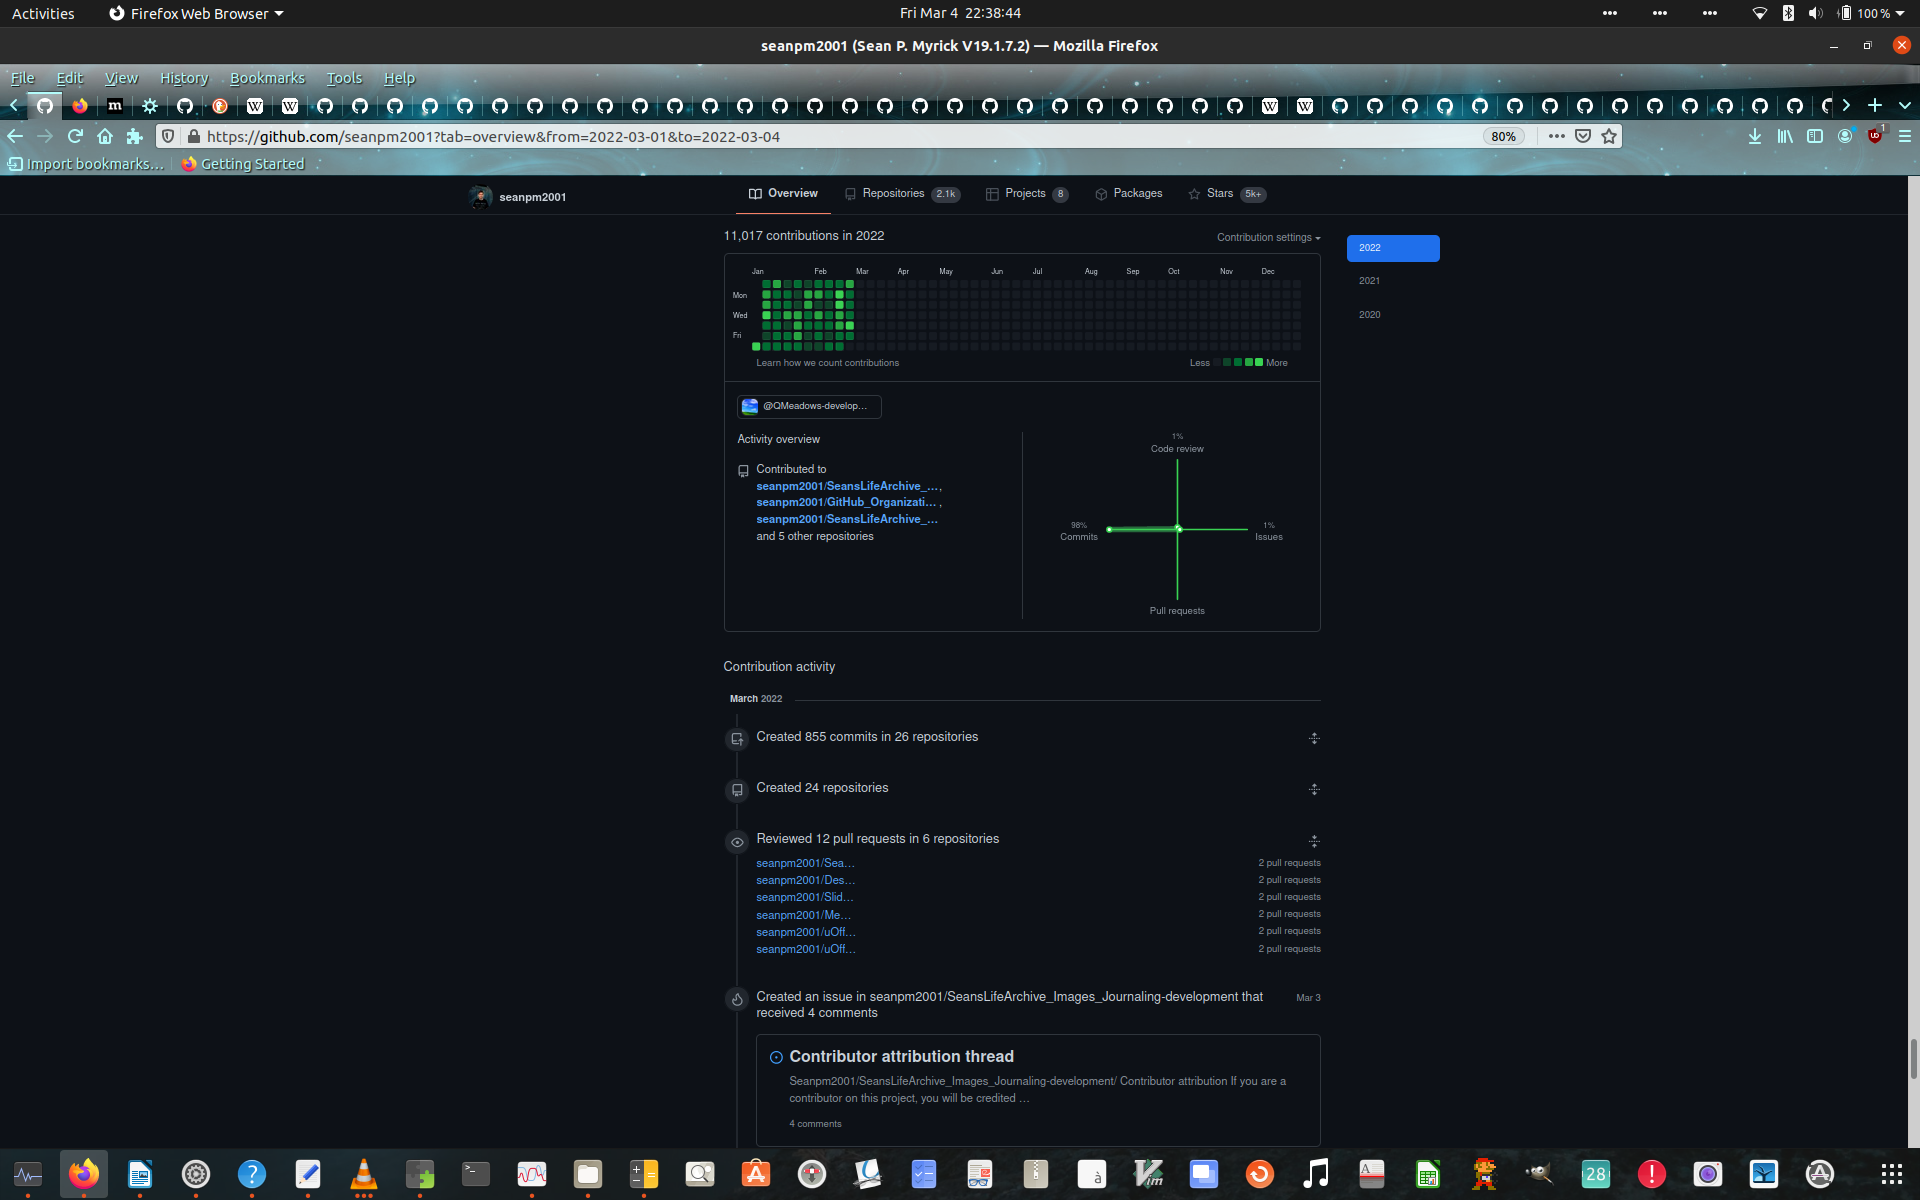 Activities
Firefox Web Browser
Fri Mar 4 22:38:44
100 %
seanpm2001 (Sean P. Myrick V19.1.7.2) — Mozilla Firefox
File Edit View History Bookmarks Tools Help
https://github.com/seanpm2001?tab=overview&from=2022-03-01&to=2022-03-04
80%
1
Import bookmarks…
Getting Started
seanpm2001
Overview
Repositories 2.1k
Projects 8
Packages
Stars 5k+
11,017 contributions in 2022
Contribution settings
2022
2021
2020
Jan Feb Mar Apr May Jun Jul Aug Sep Oct Nov Dec
Mon
Wed
Fri
Learn how we count contributions
Less More
@QMeadows-develop…
Activity overview
Contributed to
seanpm2001/SeansLifeArchive_…,
seanpm2001/GitHub_Organizati… ,
seanpm2001/SeansLifeArchive_…
and 5 other repositories
1%
Code review
98%
Commits
1%
Issues
Pull requests
Contribution activity
March 2022
Created 855 commits in 26 repositories
Created 24 repositories
Reviewed 12 pull requests in 6 repositories
seanpm2001/Sea… 2 pull requests
seanpm2001/Des… 2 pull requests
seanpm2001/Slid… 2 pull requests
seanpm2001/Me… 2 pull requests
seanpm2001/uOff… 2 pull requests
seanpm2001/uOff… 2 pull requests
Created an issue in seanpm2001/SeansLifeArchive_Images_Journaling-development that
received 4 comments
Mar 3
Contributor attribution thread
Seanpm2001/SeansLifeArchive_Images_Journaling-development/ Contributor attribution If you are a
contributor on this project, you will be credited …
4 comments
28